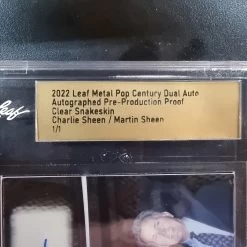 2022 Leaf Metal Pop Century Dual Auto
Autographed Pre-Production Proof
Clear Snakeskin
Charlie Sheen / Martin Sheen
1/1
Leaf